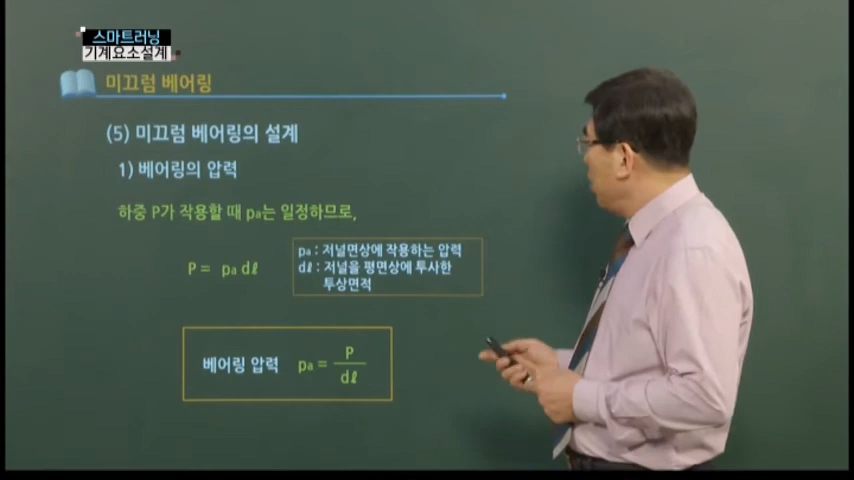 스마트러닝
기계요소설계
미끄럼 베어링
(5) 미끄럼 베어링의 설계
1) 베어링의 압력
하중 P가 작용할 때 pa는 일정하므로,
P = pa dℓ
pa : 저널면상에 작용하는 압력
dℓ : 저널을 평면상에 투사한
투상면적
베어링 압력 pa = P / dℓ